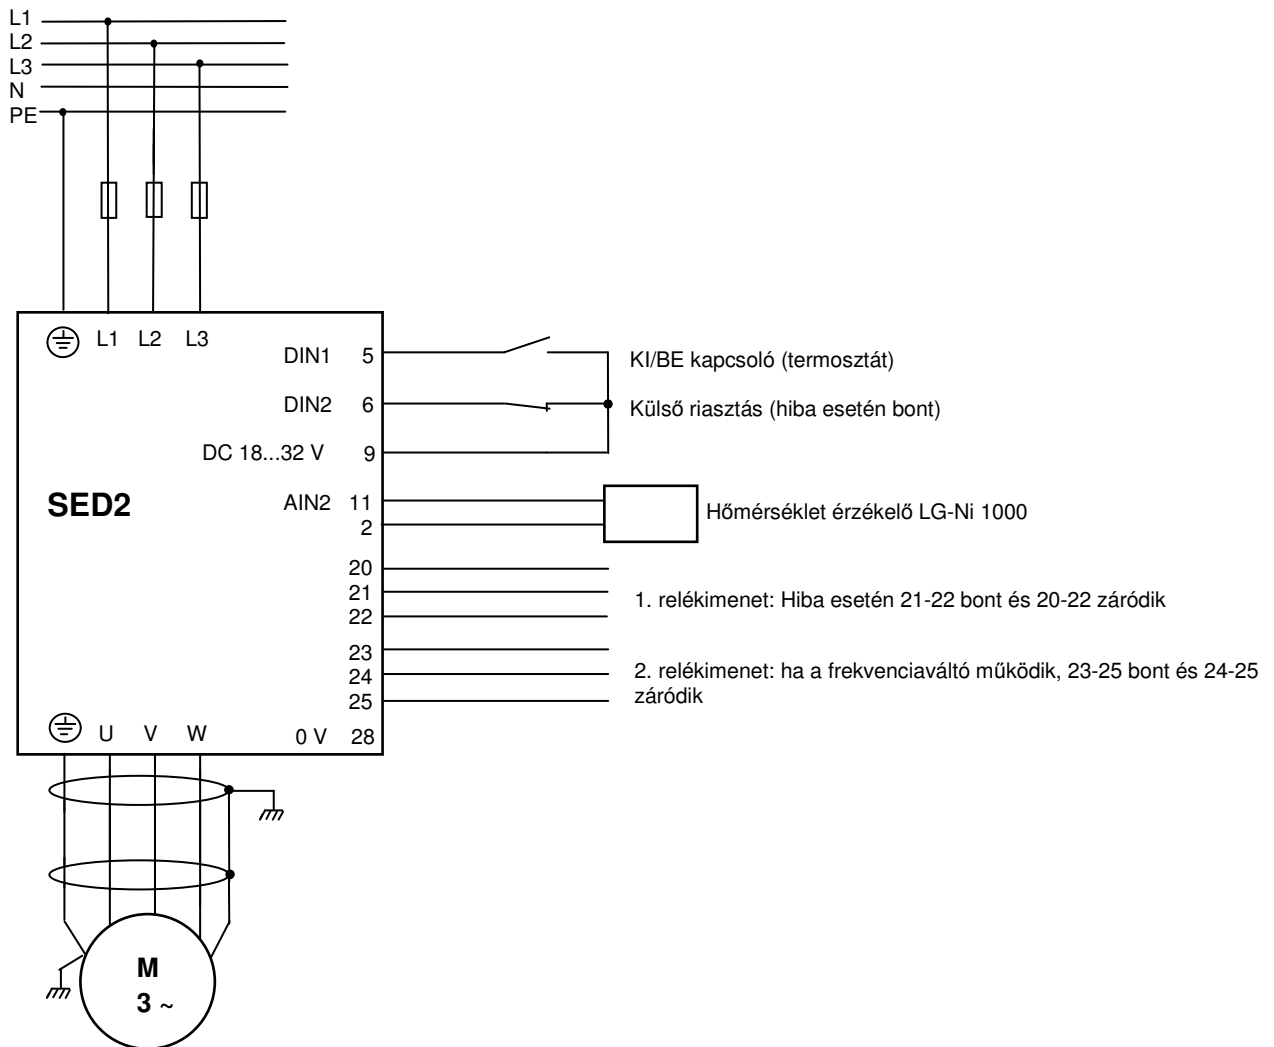 L1
L2
L3
N
PE
L1 L2 L3
DIN1 5
KI/BE kapcsoló (termosztát)
DIN2 6
Külső riasztás (hiba esetén bont)
DC 18...32 V 9
SED2
AIN2 11
2
Hőmérséklet érzékelő LG-Ni 1000
20
21
22
1. relékimenet: Hiba esetén 21-22 bont és 20-22 záródik
23
24
25
2. relékimenet: ha a frekvenciaváltó működik, 23-25 bont és 24-25
záródik
U V W
0 V 28
M
3 ~